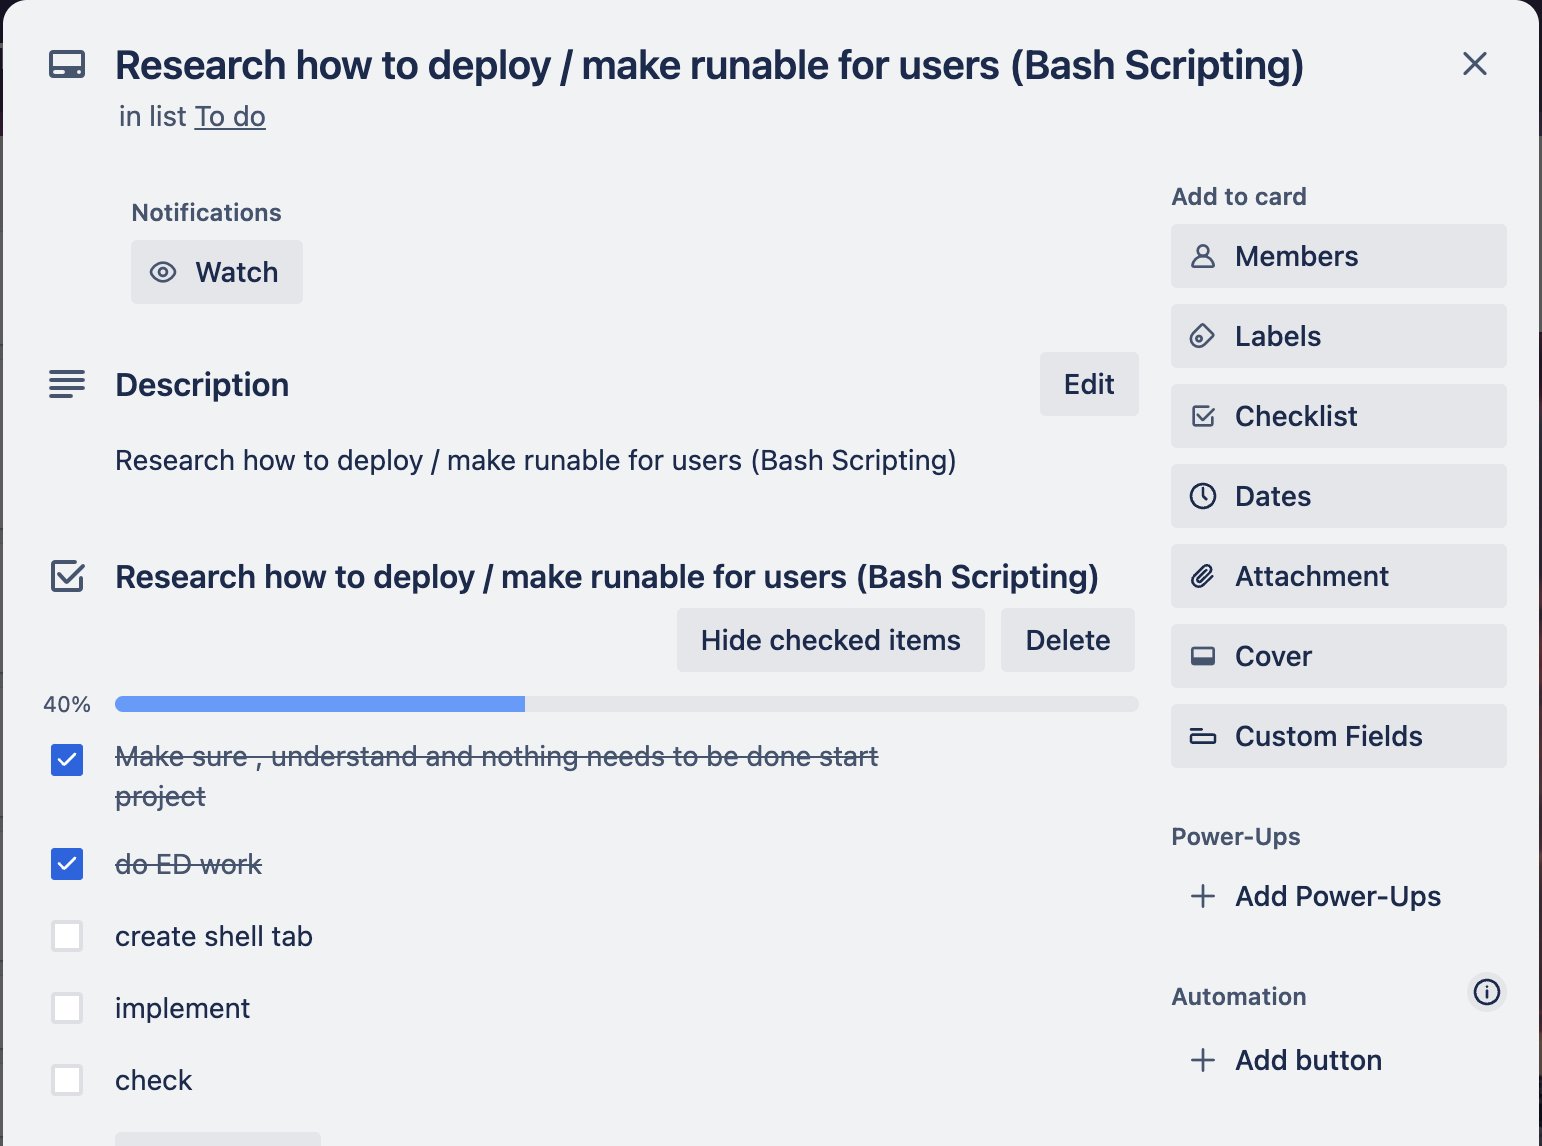 Research how to deploy / make runable for users (Bash Scripting)
in list To do
Notifications
Watch
Description
Edit
Research how to deploy / make runable for users (Bash Scripting)
Research how to deploy / make runable for users (Bash Scripting)
Hide checked items
Delete
40%
Make sure , understand and nothing needs to be done start
project
do ED work
create shell tab
implement
check
Add to card
Members
Labels
Checklist
Dates
Attachment
Cover
Custom Fields
Power-Ups
Add Power-Ups
Automation
Add button